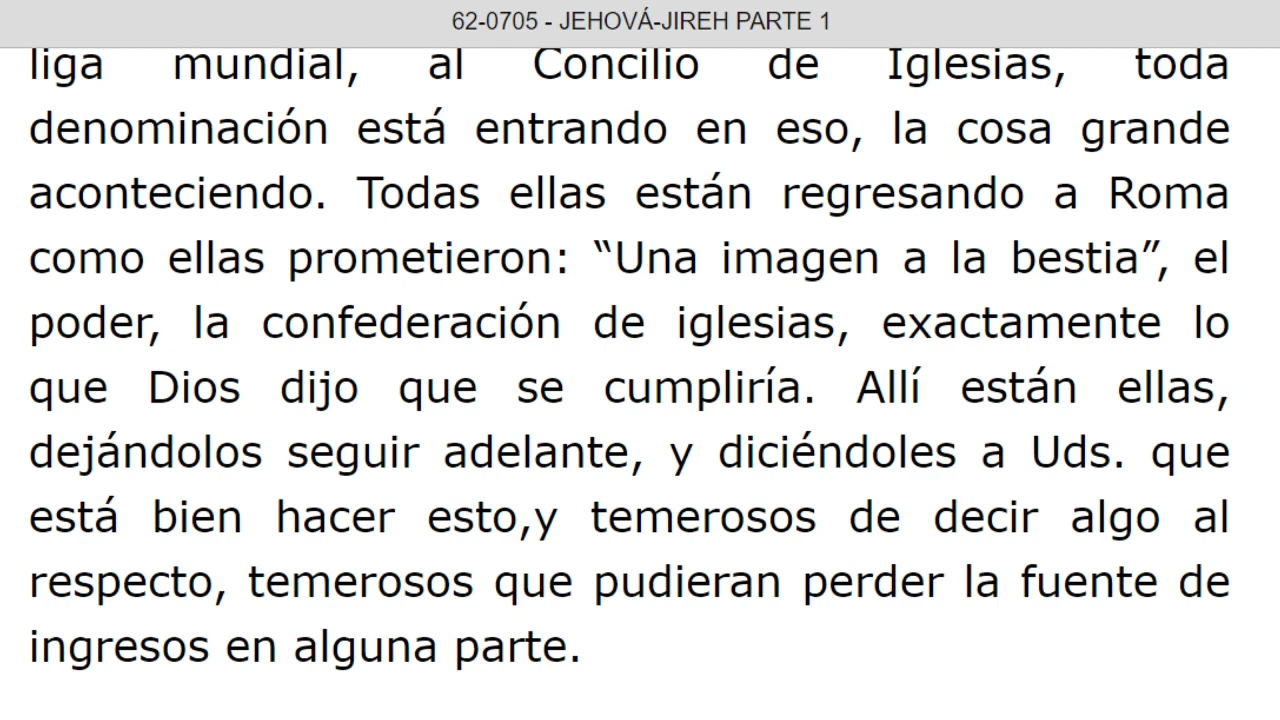 62-0705 - JEHOVÁ-JIREH PARTE 1
liga mundial, al Concilio de Iglesias, toda
denominación está entrando en eso, la cosa grande
aconteciendo. Todas ellas están regresando a Roma
como ellas prometieron: “Una imagen a la bestia”, el
poder, la confederación de iglesias, exactamente lo
que Dios dijo que se cumpliría. Allí están ellas,
dejándolos seguir adelante, y diciéndoles a Uds. que
está bien hacer esto,y temerosos de decir algo al
respecto, temerosos que pudieran perder la fuente de
ingresos en alguna parte.